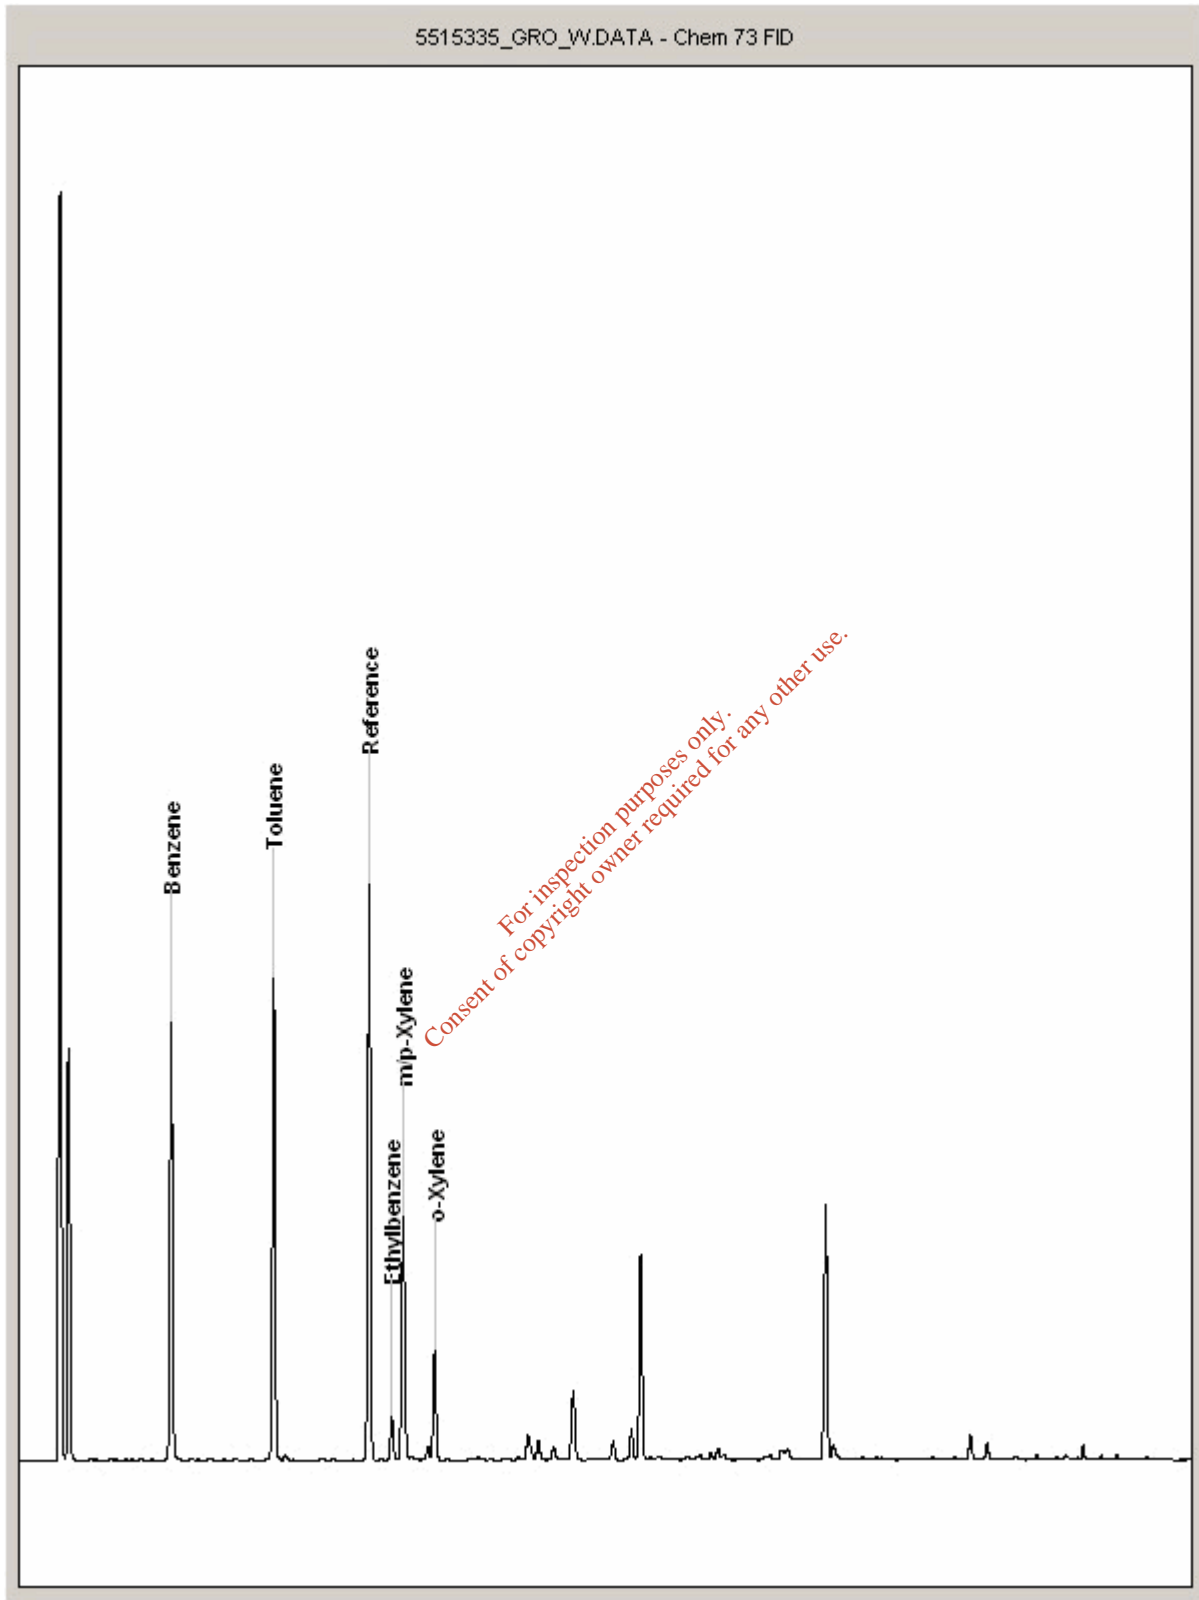 5515335_GRO_W.DATA - Chem 73 FID
Reference
Toluene
Benzene
m/p-Xylene
Ethylbenzene
o-Xylene
For inspection purposes only.
Consent of copyright owner required for any other use.